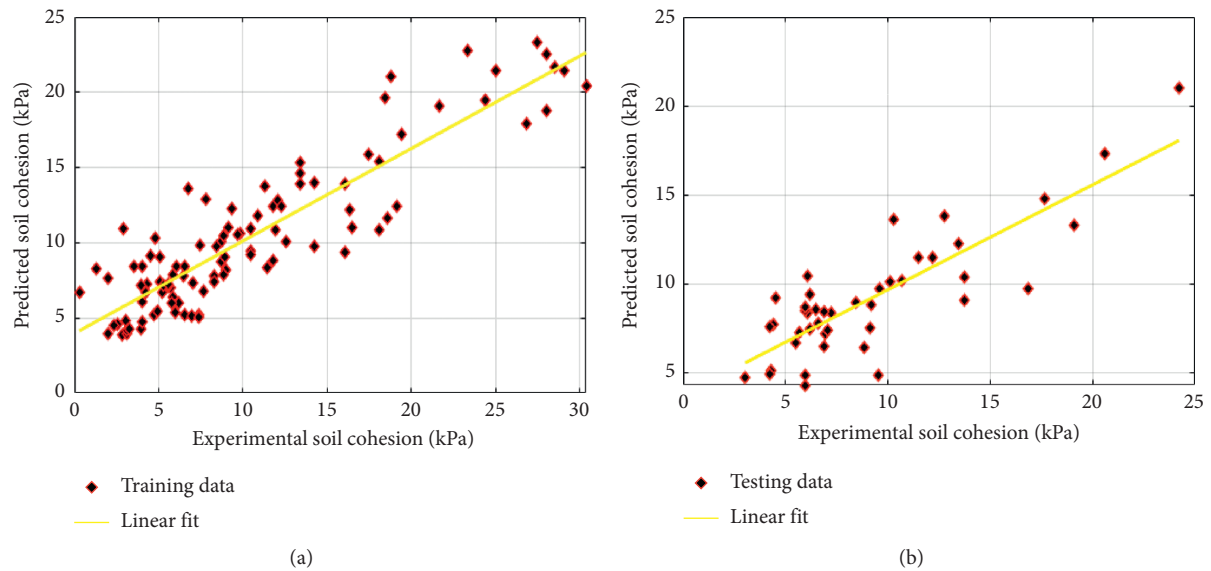 25
20
15
10
5
0
Predicted soil cohesion (kPa)
0 5 10 15 20 25 30
Experimental soil cohesion (kPa)
Training data
Linear fit
(a)
25
20
15
10
5
Predicted soil cohesion (kPa)
0 5 10 15 20 25
Experimental soil cohesion (kPa)
Testing data
Linear fit
(b)